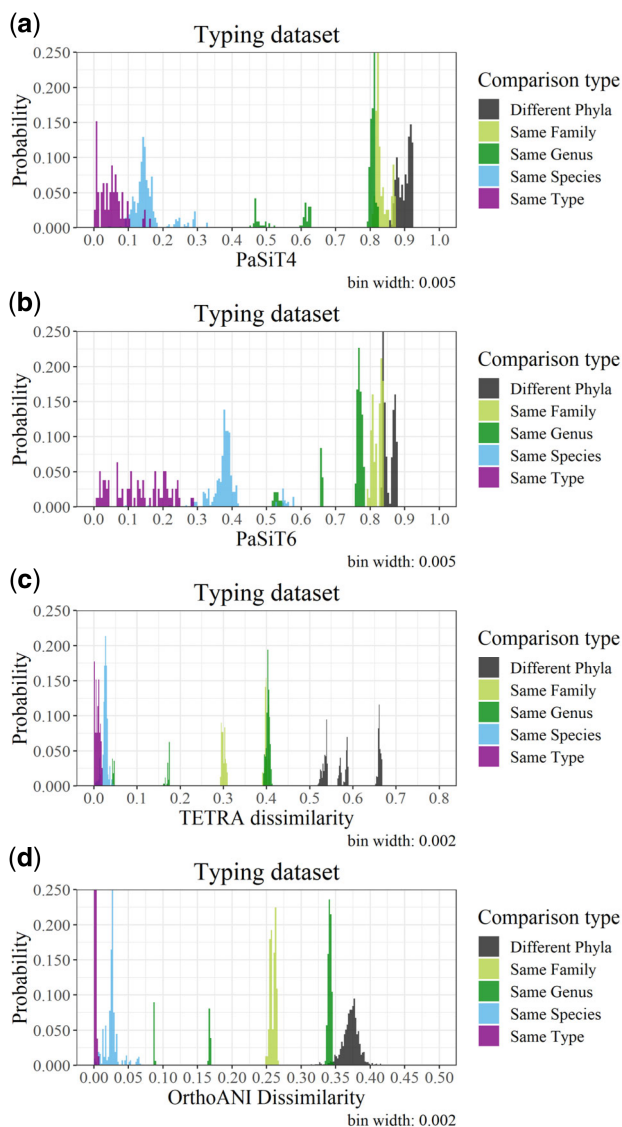 (a)
Typing dataset
Probability
0.250
0.200
0.150
0.100
0.050
0.000
0.0 0.1 0.2 0.3 0.4 0.5 0.6 0.7 0.8 0.9 1.0
PaSiT4
bin width: 0.005
Comparison type
Different Phyla
Same Family
Same Genus
Same Species
Same Type
(b)
Typing dataset
Probability
0.250
0.200
0.150
0.100
0.050
0.000
0.0 0.1 0.2 0.3 0.4 0.5 0.6 0.7 0.8 0.9 1.0
PaSiT6
bin width: 0.005
Comparison type
Different Phyla
Same Family
Same Genus
Same Species
Same Type
(c)
Typing dataset
Probability
0.250
0.200
0.150
0.100
0.050
0.000
0.0 0.1 0.2 0.3 0.4 0.5 0.6 0.7 0.8
TETRA dissimilarity
bin width: 0.002
Comparison type
Different Phyla
Same Family
Same Genus
Same Species
Same Type
(d)
Typing dataset
Probability
0.250
0.200
0.150
0.100
0.050
0.000
0.00 0.05 0.10 0.15 0.20 0.25 0.30 0.35 0.40 0.45 0.50
OrthoANI Dissimilarity
bin width: 0.002
Comparison type
Different Phyla
Same Family
Same Genus
Same Species
Same Type